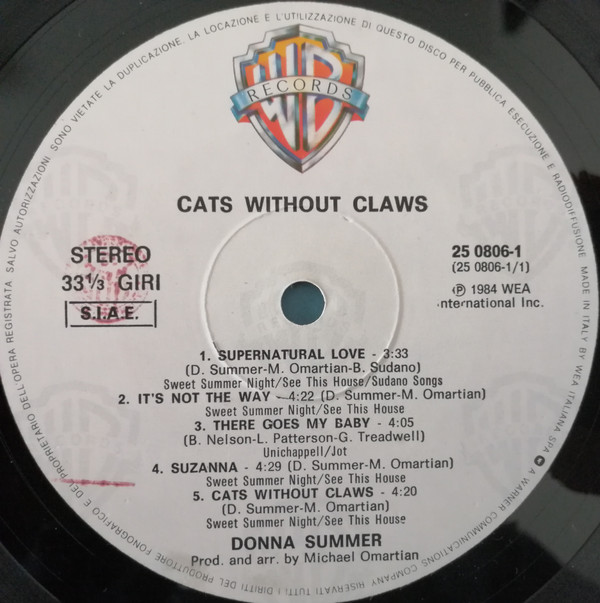 SALVO AUTORIZZAZIONI, SONO VIETATE LA DUPLICAZIONE, LA LOCAZIONE E L'UTILIZZAZIONE DI QUESTO DISCO PER PUBBLICA ESECUZIONE E RADIODIFFUSIONE
MADE IN ITALY BY WEA ITALIANA SPA
A WARNER COMMUNICATIONS COMPANY
RISERVATI TUTTI I DIRITTI DEL PRODUTTORE FONOGRAFICO E DEL PROPRIETARIO DELL'OPERA REGISTRATA
WB
RECORDS
CATS WITHOUT CLAWS
STEREO
33⅓ GIRI
S.I.A.E.
25 0806-1
(25 0806-1/1)
℗ 1984 WEA
International Inc.
1. SUPERNATURAL LOVE - 3:33
(D. Summer-M. Omartian-B. Sudano)
Sweet Summer Night/See This House/Sudano Songs
2. IT'S NOT THE WAY - 4:22 (D. Summer-M. Omartian)
Sweet Summer Night/See This House
3. THERE GOES MY BABY - 4:05
(B. Nelson-L. Patterson-G. Treadwell)
Unichappell/Jot
4. SUZANNA - 4:29 (D. Summer-M. Omartian)
Sweet Summer Night/See This House
5. CATS WITHOUT CLAWS - 4:20
(D. Summer-M. Omartian)
Sweet Summer Night/See This House
DONNA SUMMER
Prod. and arr. by Michael Omartian